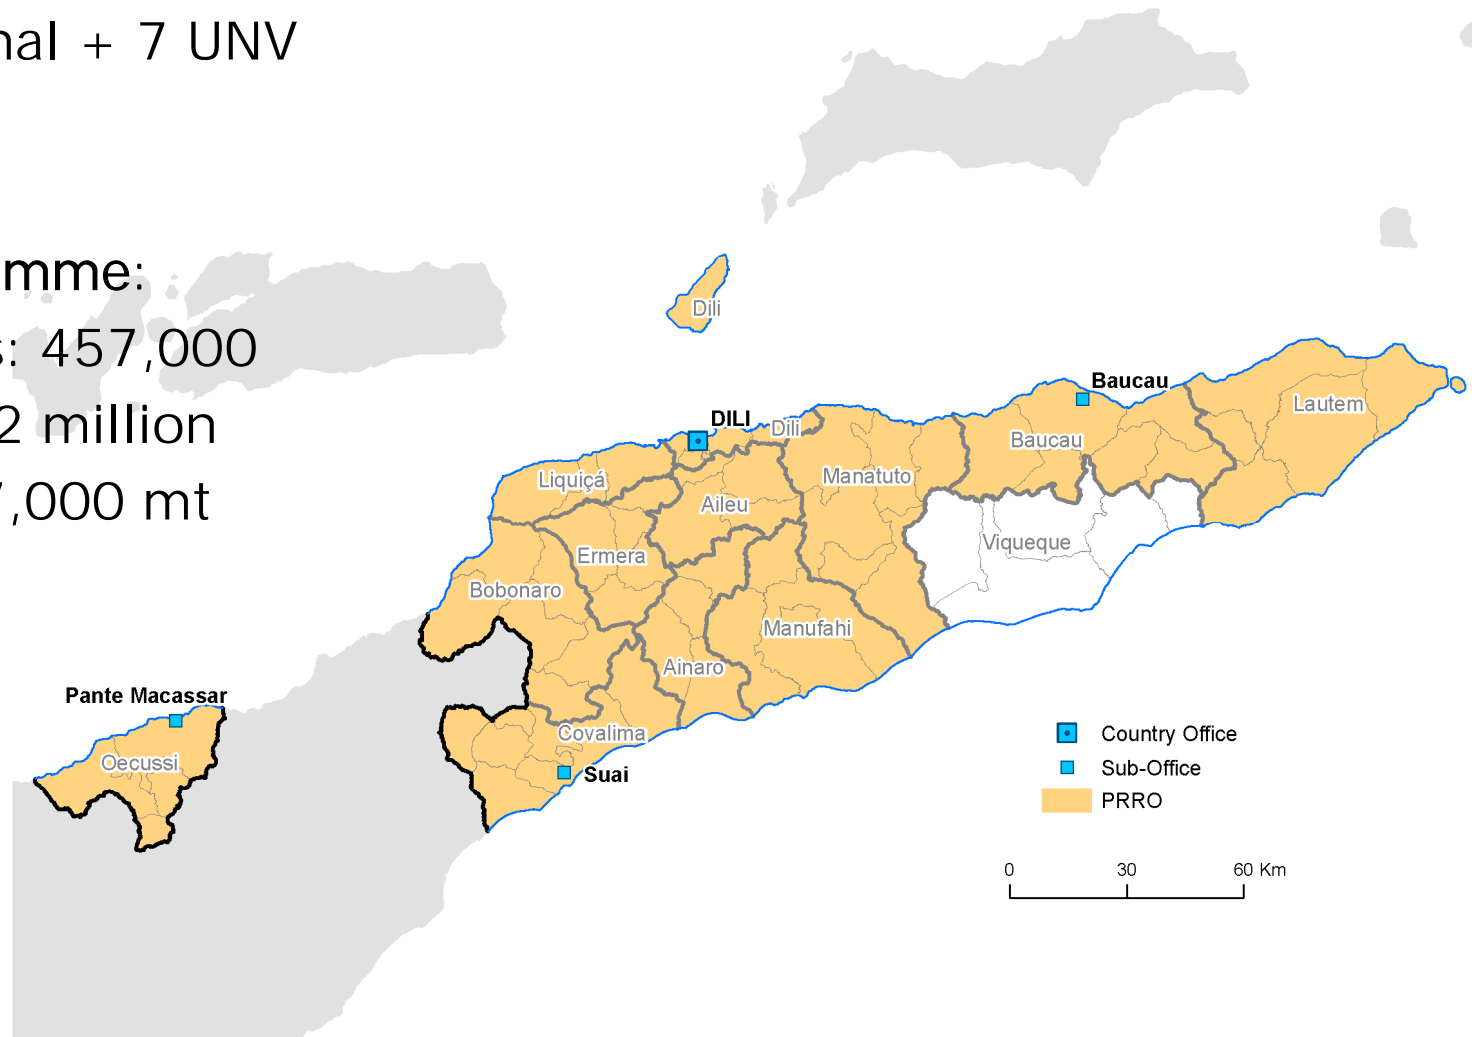 nal + 7 UNV
mme:
s: 457,000
2 million
7,000 mt
Dili
Baucau
Lautem
DILI
Dili
Baucau
Liquiçá
Manatuto
Aileu
Viqueque
Ermera
Bobonaro
Manufahi
Ainaro
Pante Macassar
Oecussi
Covalima
Suai
Country Office
Sub-Office
PRRO
0 30 60 Km